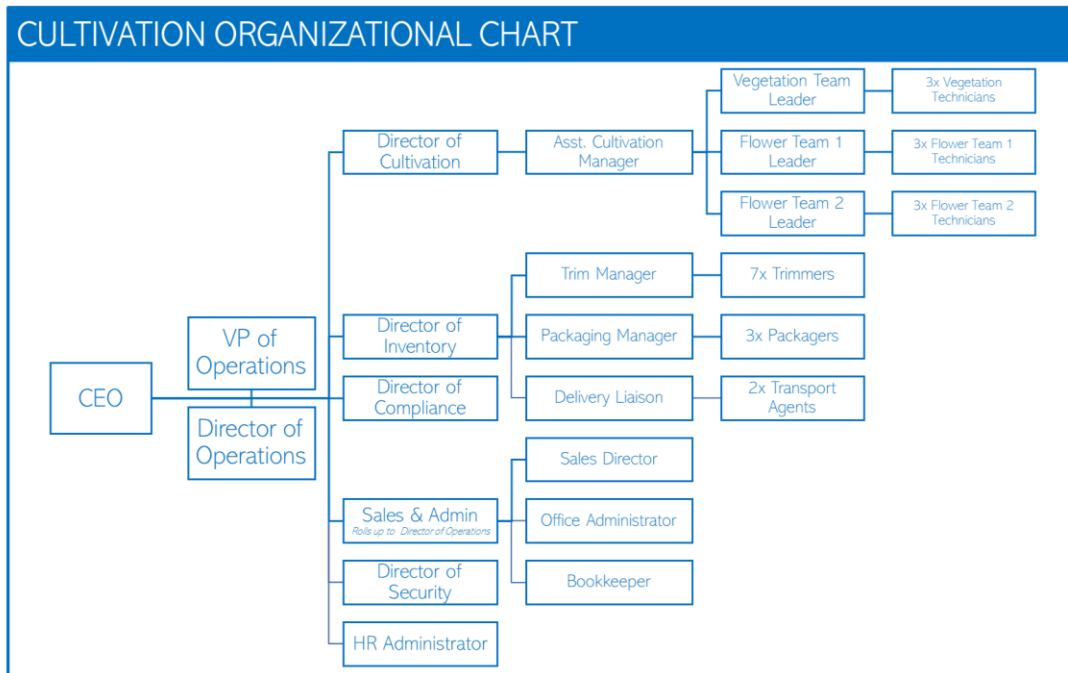 CULTIVATION ORGANIZATIONAL CHART
Vegetation Team
Leader
3x Vegetation
Technicians
Director of
Cultivation
Asst. Cultivation
Manager
Flower Team 1
Leader
3x Flower Team 1
Technicians
Flower Team 2
Leader
3x Flower Team 2
Technicians
Trim Manager
7x Trimmers
VP of
Operations
Director of
Inventory
Packaging Manager
3x Packagers
CEO
Director of
Operations
Director of
Compliance
Delivery Liaison
2x Transport
Agents
Sales Director
Sales & Admin
Rolls up to Director of Operations
Office Administrator
Director of
Security
Bookkeeper
HR Administrator